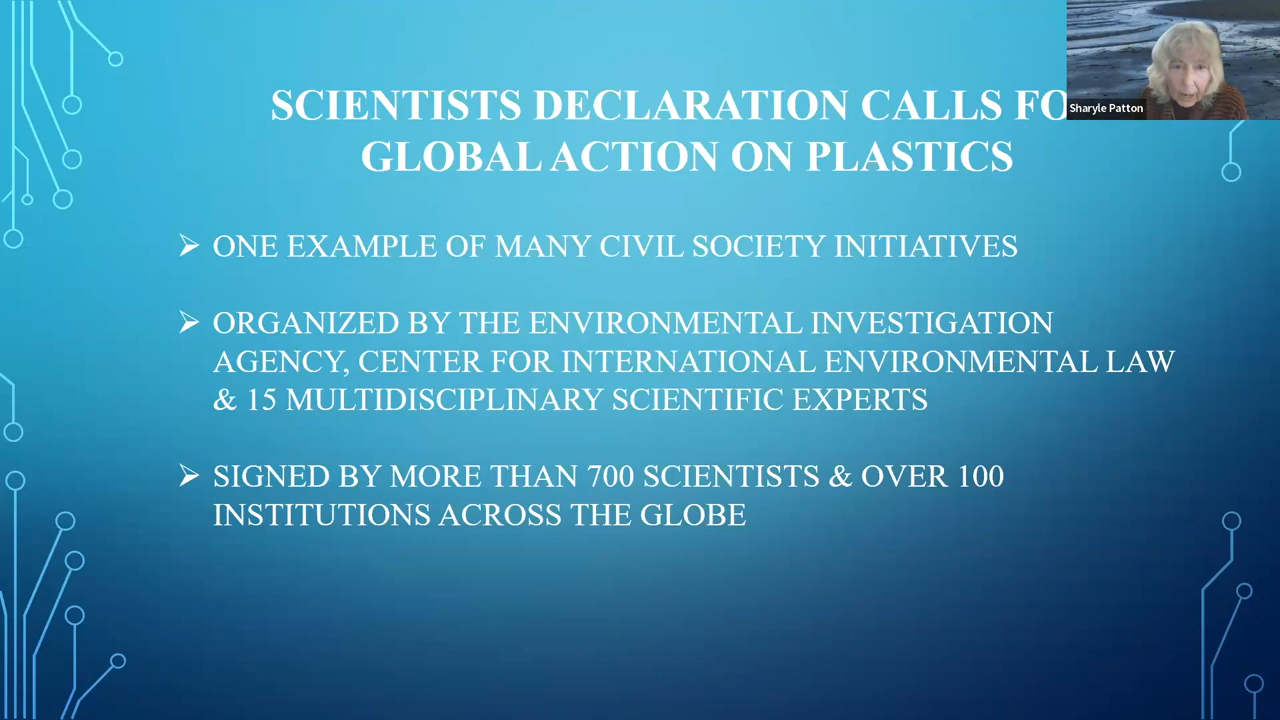 SCIENTISTS DECLARATION CALLS
GLOBAL ACTION ON PLASTICS
Sharyle Patton
➢ ONE EXAMPLE OF MANY CIVIL SOCIETY INITIATIVES
➢ ORGANIZED BY THE ENVIRONMENTAL INVESTIGATION
AGENCY, CENTER FOR INTERNATIONAL ENVIRONMENTAL LAW
& 15 MULTIDISCIPLINARY SCIENTIFIC EXPERTS
➢ SIGNED BY MORE THAN 700 SCIENTISTS & OVER 100
INSTITUTIONS ACROSS THE GLOBE